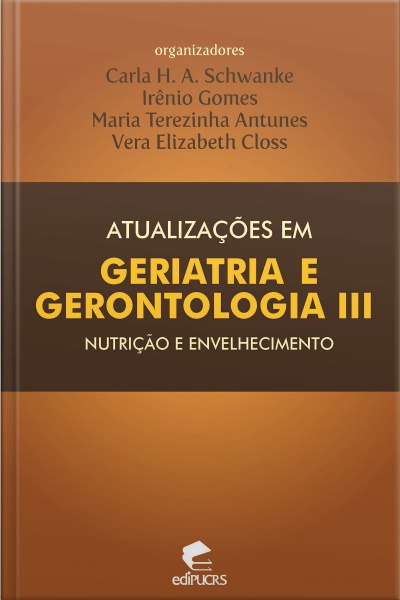 organizadores
Carla H. A. Schwanke
Irênio Gomes
Maria Terezinha Antunes
Vera Elizabeth Closs
ATUALIZAÇÕES EM
GERIATRIA E
GERONTOLOGIA III
NUTRIÇÃO E ENVELHECIMENTO
ediPUCRS